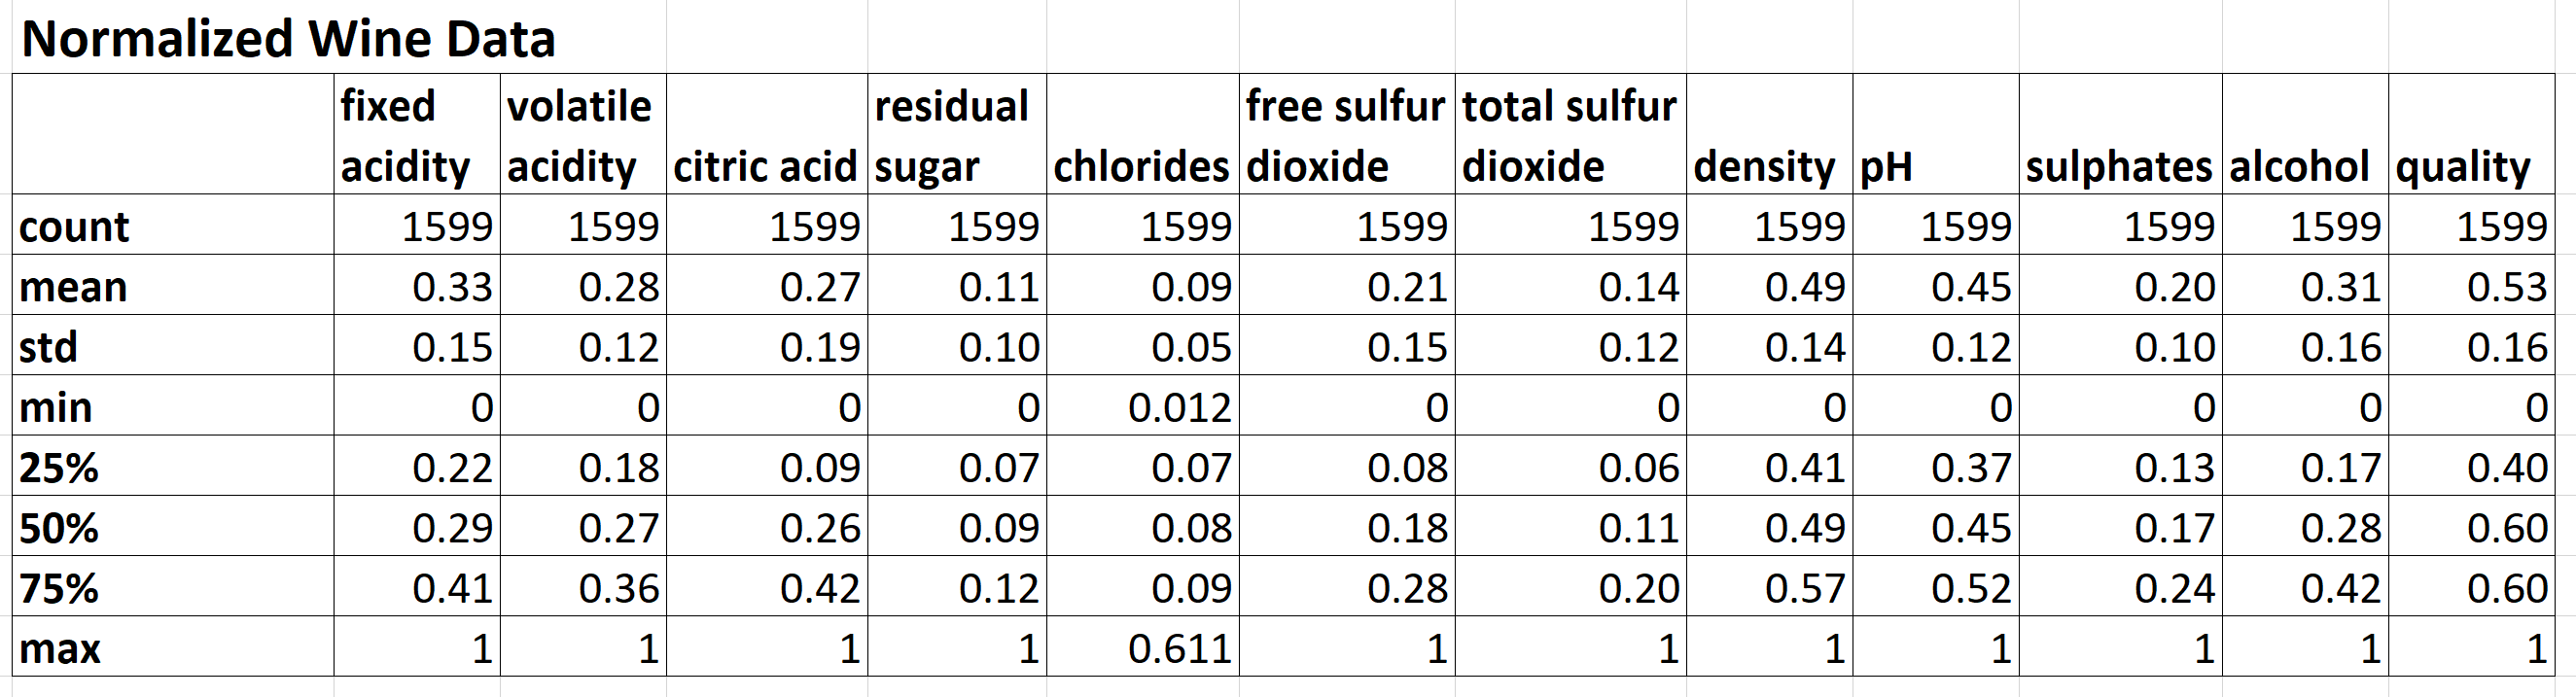 Normalized Wine Data
fixed acidity volatile acidity citric acid residual sugar chlorides free sulfur dioxide total sulfur dioxide density pH sulphates alcohol quality
count 1599 1599 1599 1599 1599 1599 1599 1599 1599 1599 1599 1599
mean 0.33 0.28 0.27 0.11 0.09 0.21 0.14 0.49 0.45 0.20 0.31 0.53
std 0.15 0.12 0.19 0.10 0.05 0.15 0.12 0.14 0.12 0.10 0.16 0.16
min 0 0 0 0 0.012 0 0 0 0 0 0 0
25% 0.22 0.18 0.09 0.07 0.07 0.08 0.06 0.41 0.37 0.13 0.17 0.40
50% 0.29 0.27 0.26 0.09 0.08 0.18 0.11 0.49 0.45 0.17 0.28 0.60
75% 0.41 0.36 0.42 0.12 0.09 0.28 0.20 0.57 0.52 0.24 0.42 0.60
max 1 1 1 1 0.611 1 1 1 1 1 1 1